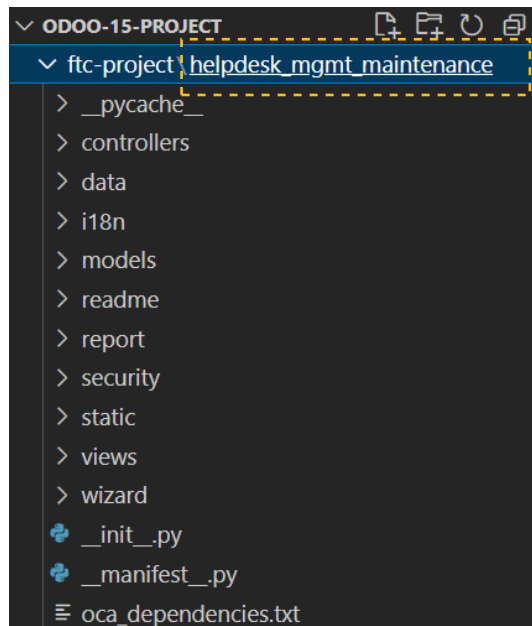 ODOO-15-PROJECT
ftc-project\helpdesk_mgmt_maintenance
__pycache__
controllers
data
i18n
models
readme
report
security
static
views
wizard
__init__.py
__manifest__.py
oca_dependencies.txt